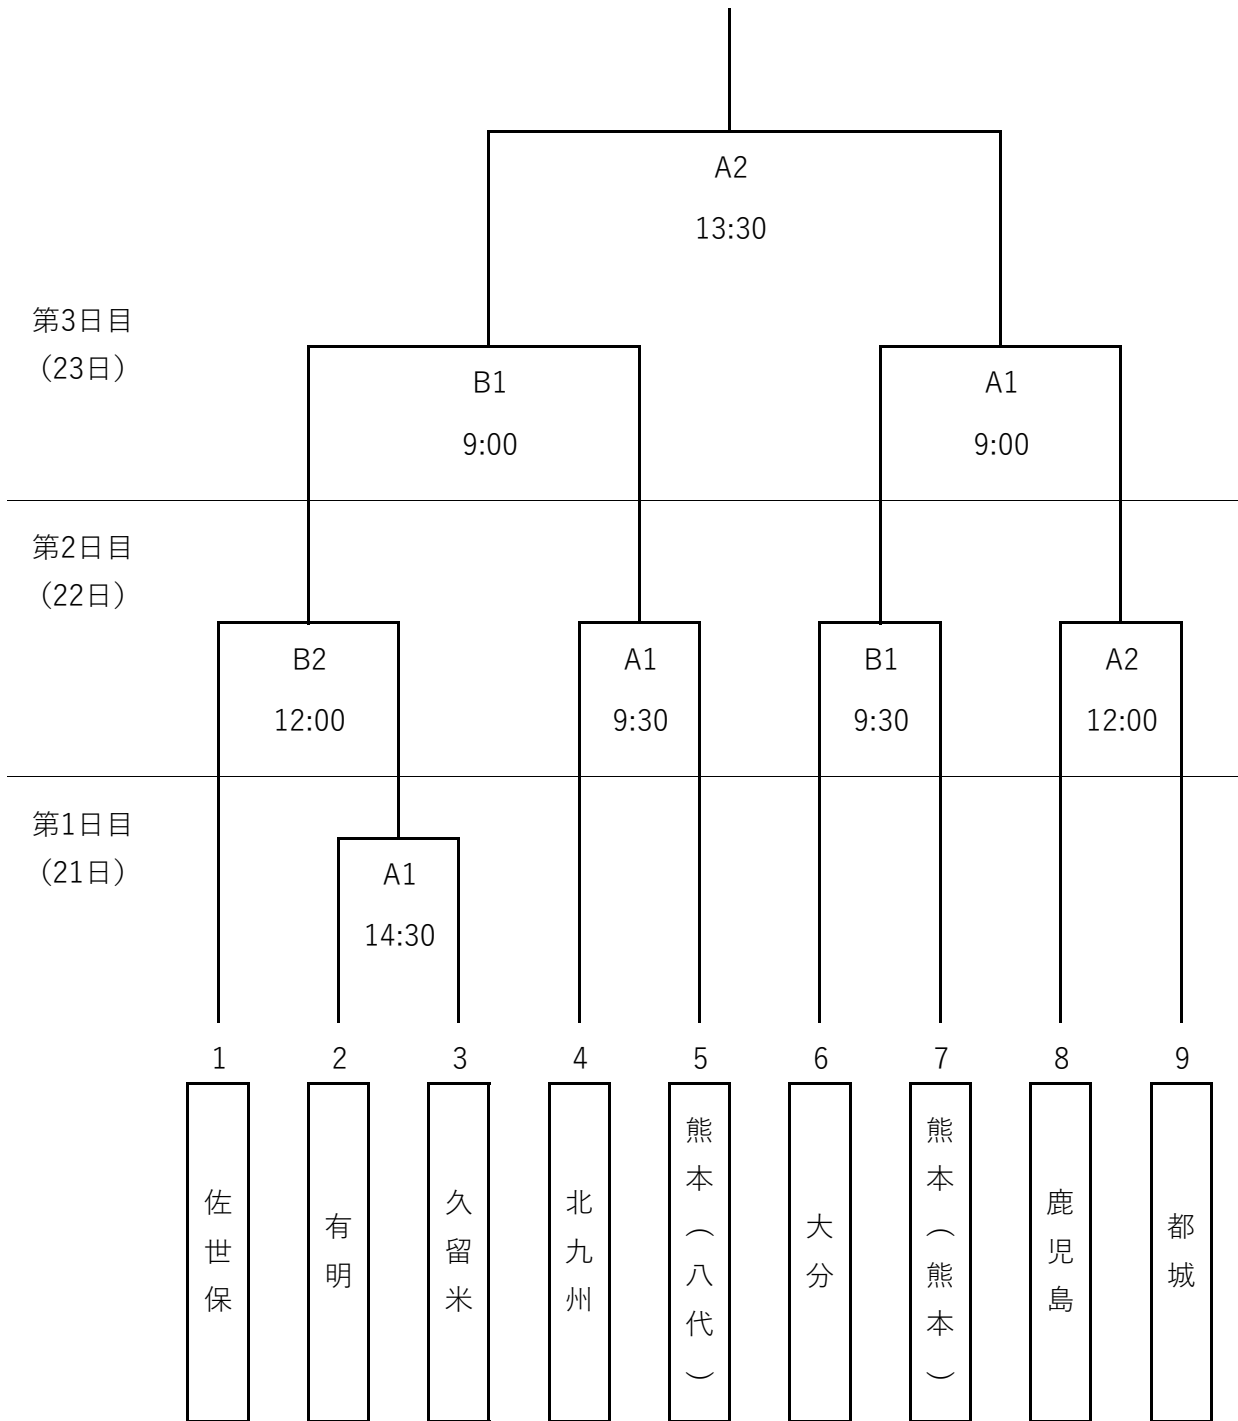 A2
13:30
第3日目
（23日）
B1
A1
9:00
9:00
第2日目
（22日）
B2
A1
B1
A2
12:00
9:30
9:30
12:00
第1日目
（21日）
A1
14:30
1 2 3 4 5 6 7 8 9
佐世保
有明
久留米
北九州
熊本（八代）
大分
熊本（熊本）
鹿児島
都城